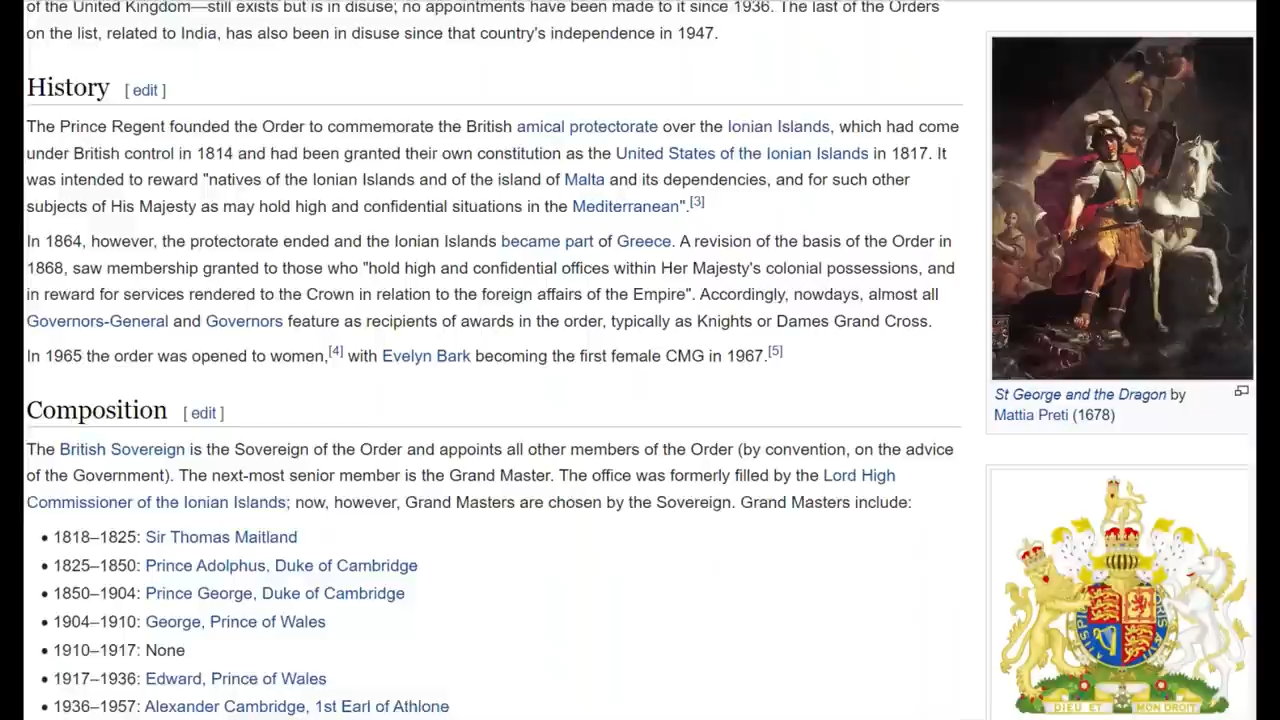 of the United Kingdom—still exists but is in disuse; no appointments have been made to it since 1936. The last of the Orders
on the list, related to India, has also been in disuse since that country's independence in 1947.
History [ edit ]
The Prince Regent founded the Order to commemorate the British amical protectorate over the Ionian Islands, which had come
under British control in 1814 and had been granted their own constitution as the United States of the Ionian Islands in 1817. It
was intended to reward "natives of the Ionian Islands and of the island of Malta and its dependencies, and for such other
subjects of His Majesty as may hold high and confidential situations in the Mediterranean".[3]
In 1864, however, the protectorate ended and the Ionian Islands became part of Greece. A revision of the basis of the Order in
1868, saw membership granted to those who "hold high and confidential offices within Her Majesty's colonial possessions, and
in reward for services rendered to the Crown in relation to the foreign affairs of the Empire". Accordingly, nowdays, almost all
Governors-General and Governors feature as recipients of awards in the order, typically as Knights or Dames Grand Cross.
In 1965 the order was opened to women,[4] with Evelyn Bark becoming the first female CMG in 1967.[5]
Composition [ edit ]
The British Sovereign is the Sovereign of the Order and appoints all other members of the Order (by convention, on the advice
of the Government). The next-most senior member is the Grand Master. The office was formerly filled by the Lord High
Commissioner of the Ionian Islands; now, however, Grand Masters are chosen by the Sovereign. Grand Masters include:
• 1818–1825: Sir Thomas Maitland
• 1825–1850: Prince Adolphus, Duke of Cambridge
• 1850–1904: Prince George, Duke of Cambridge
• 1904–1910: George, Prince of Wales
• 1910–1917: None
• 1917–1936: Edward, Prince of Wales
• 1936–1957: Alexander Cambridge, 1st Earl of Athlone
St George and the Dragon by
Mattia Preti (1678)
DIEU ET MON DROIT